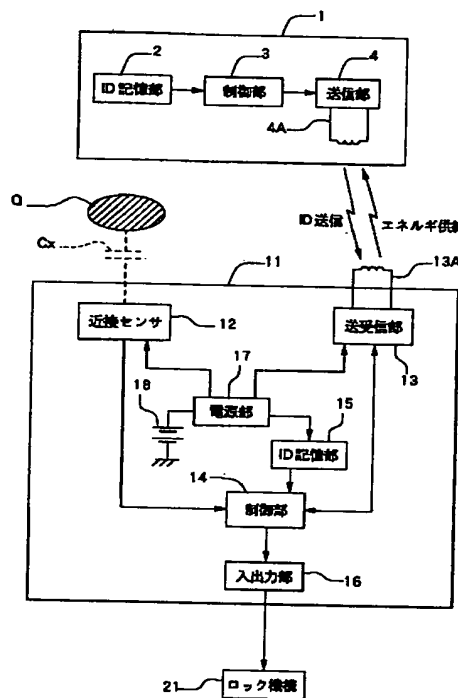 1
2
3
4
ID記憶部
制御部
送信部
4A
Q
Cx
ID送信
エネルギ供給
11
13A
近接センサ
12
送受信部
13
17
18
電源部
15
ID記憶部
14
制御部
入出力部
16
21
ロック機構